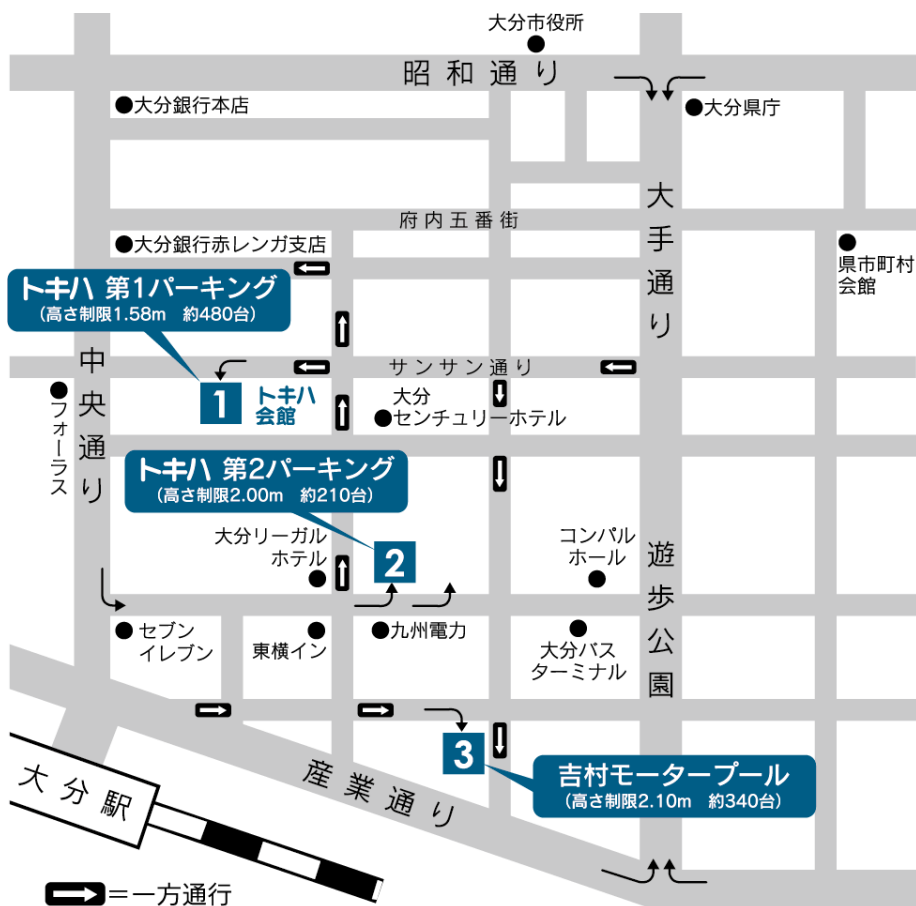 大分市役所
昭和通り
大分銀行本店
大分県庁
大手通り
府内五番街
大分銀行赤レンガ支店
県市町村
会館
トキハ 第1パーキング
(高さ制限1.58m 約480台)
中央通り
サンサン通り
フォーラス
1
トキハ
会館
大分
センチュリーホテル
トキハ 第2パーキング
(高さ制限2.00m 約210台)
大分リーガル
ホテル
2
コンパル
ホール
遊歩公園
セブン
イレブン
東横イン
九州電力
大分バス
ターミナル
3
吉村モータープール
(高さ制限2.10m 約340台)
大分駅
産業通り
=一方通行